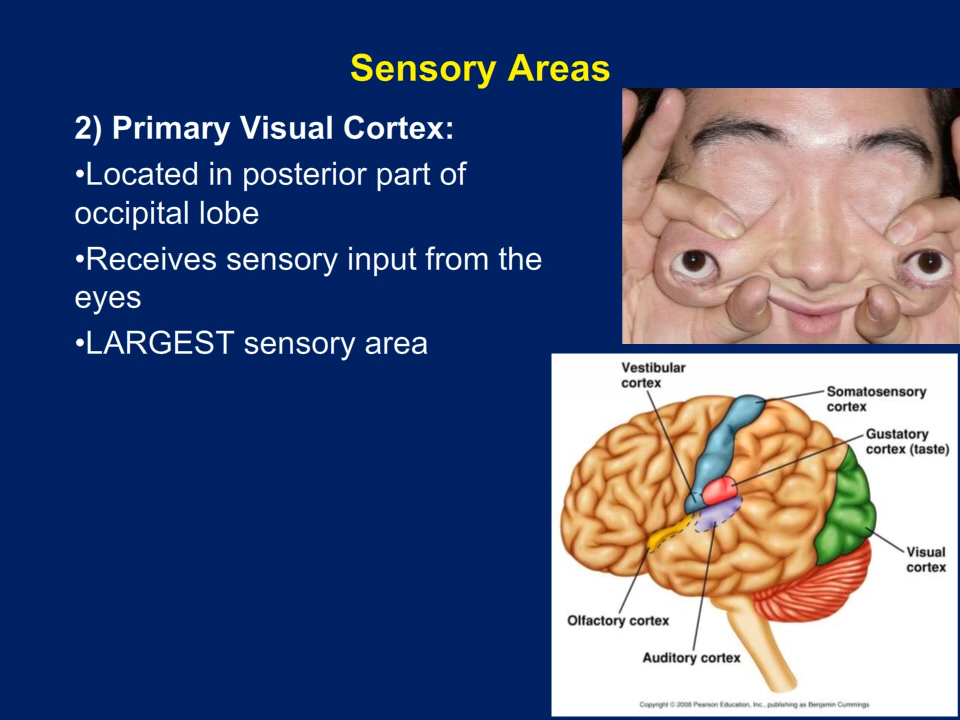 Sensory Areas
2) Primary Visual Cortex:
•Located in posterior part of
occipital lobe
•Receives sensory input from the
eyes
•LARGEST sensory area
Vestibular
cortex
Somatosensory
cortex
Gustatory
cortex (taste)
Visual
cortex
Olfactory cortex
Auditory cortex
Copyright © 2008 Pearson Education, Inc., publishing as Benjamin Cummings